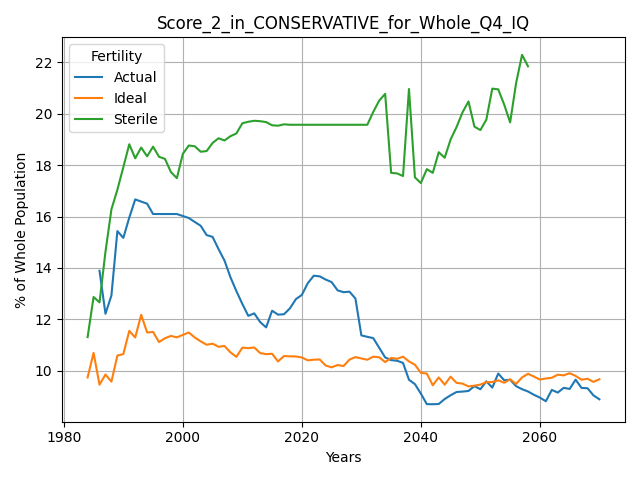 Score_2_in_CONSERVATIVE_for_Whole_Q4_IQ
Fertility
Actual
Ideal
Sterile
% of Whole Population
22
20
18
16
14
12
10
1980
2000
2020
2040
2060
Years